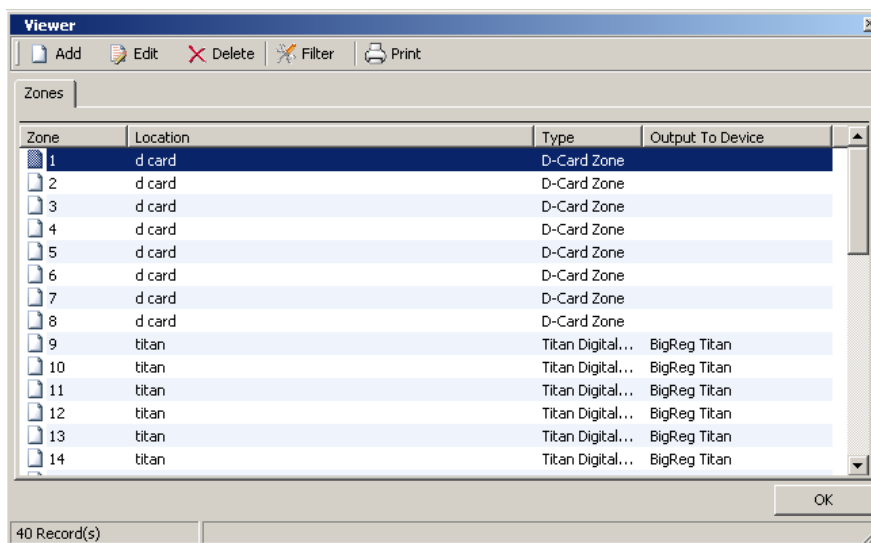 Viewer
Add Edit Delete Filter Print
Zones
Zone Location Type Output To Device
1 d card D-Card Zone
2 d card D-Card Zone
3 d card D-Card Zone
4 d card D-Card Zone
5 d card D-Card Zone
6 d card D-Card Zone
7 d card D-Card Zone
8 d card D-Card Zone
9 titan Titan Digital... BigReg Titan
10 titan Titan Digital... BigReg Titan
11 titan Titan Digital... BigReg Titan
12 titan Titan Digital... BigReg Titan
13 titan Titan Digital... BigReg Titan
14 titan Titan Digital... BigReg Titan
OK
40 Record(s)